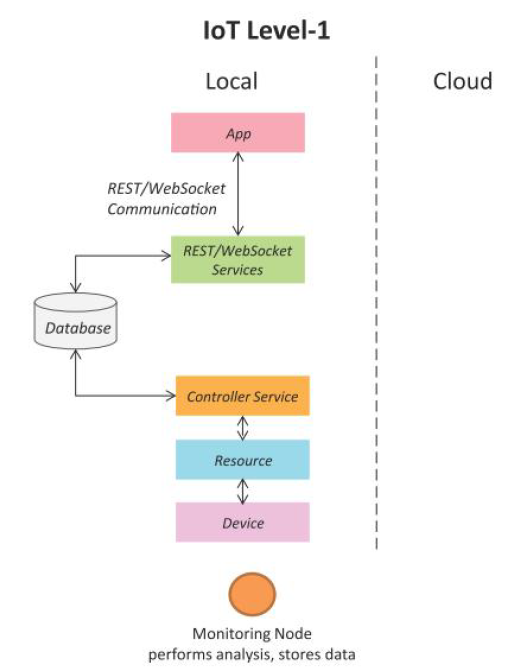 IoT Level-1
Local
Cloud
App
REST/WebSocket
Communication
REST/WebSocket
Services
Database
Controller Service
Resource
Device
Monitoring Node
performs analysis, stores data